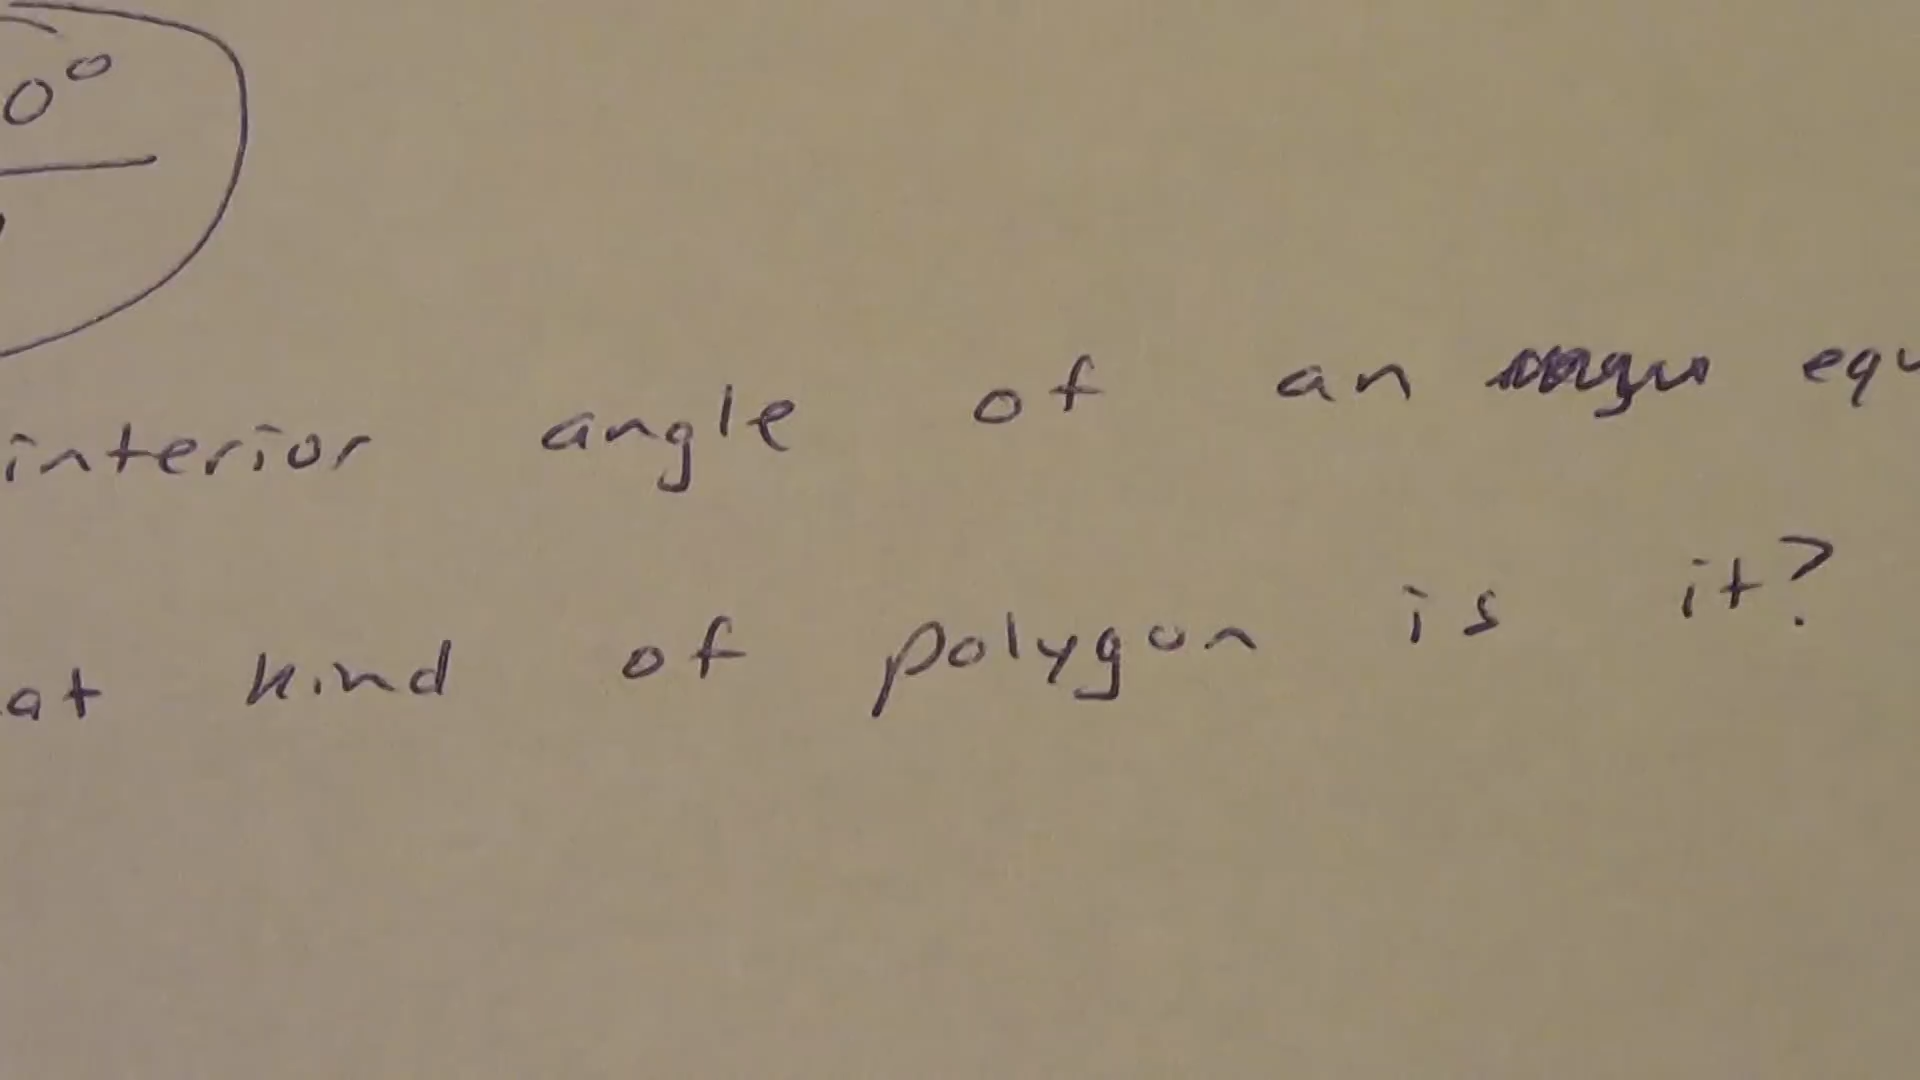 0°
interior angle of an equ
at kind of polygon is it?